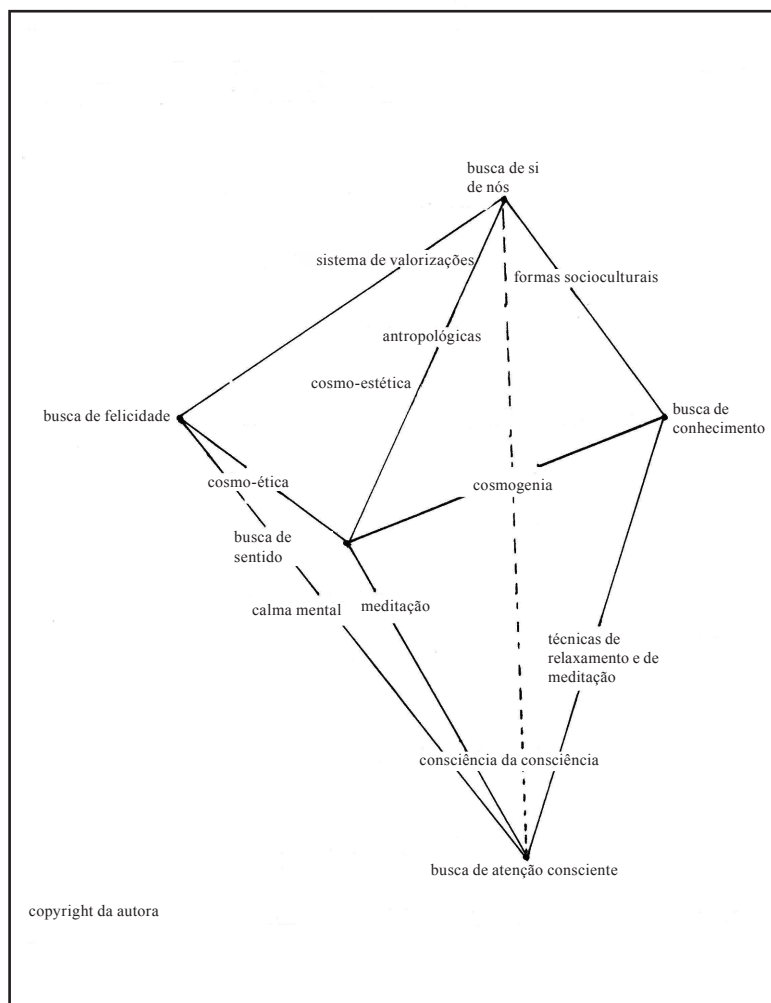 busca de si
de nós
sistema de valorizações
formas socioculturais
antropológicas
cosmo-estética
busca de felicidade
busca de
conhecimento
cosmo-ética
cosmogenia
busca de
sentido
calma mental
meditação
técnicas de
relaxamento e de
meditação
consciência da consciência
busca de atenção consciente
copyright da autora